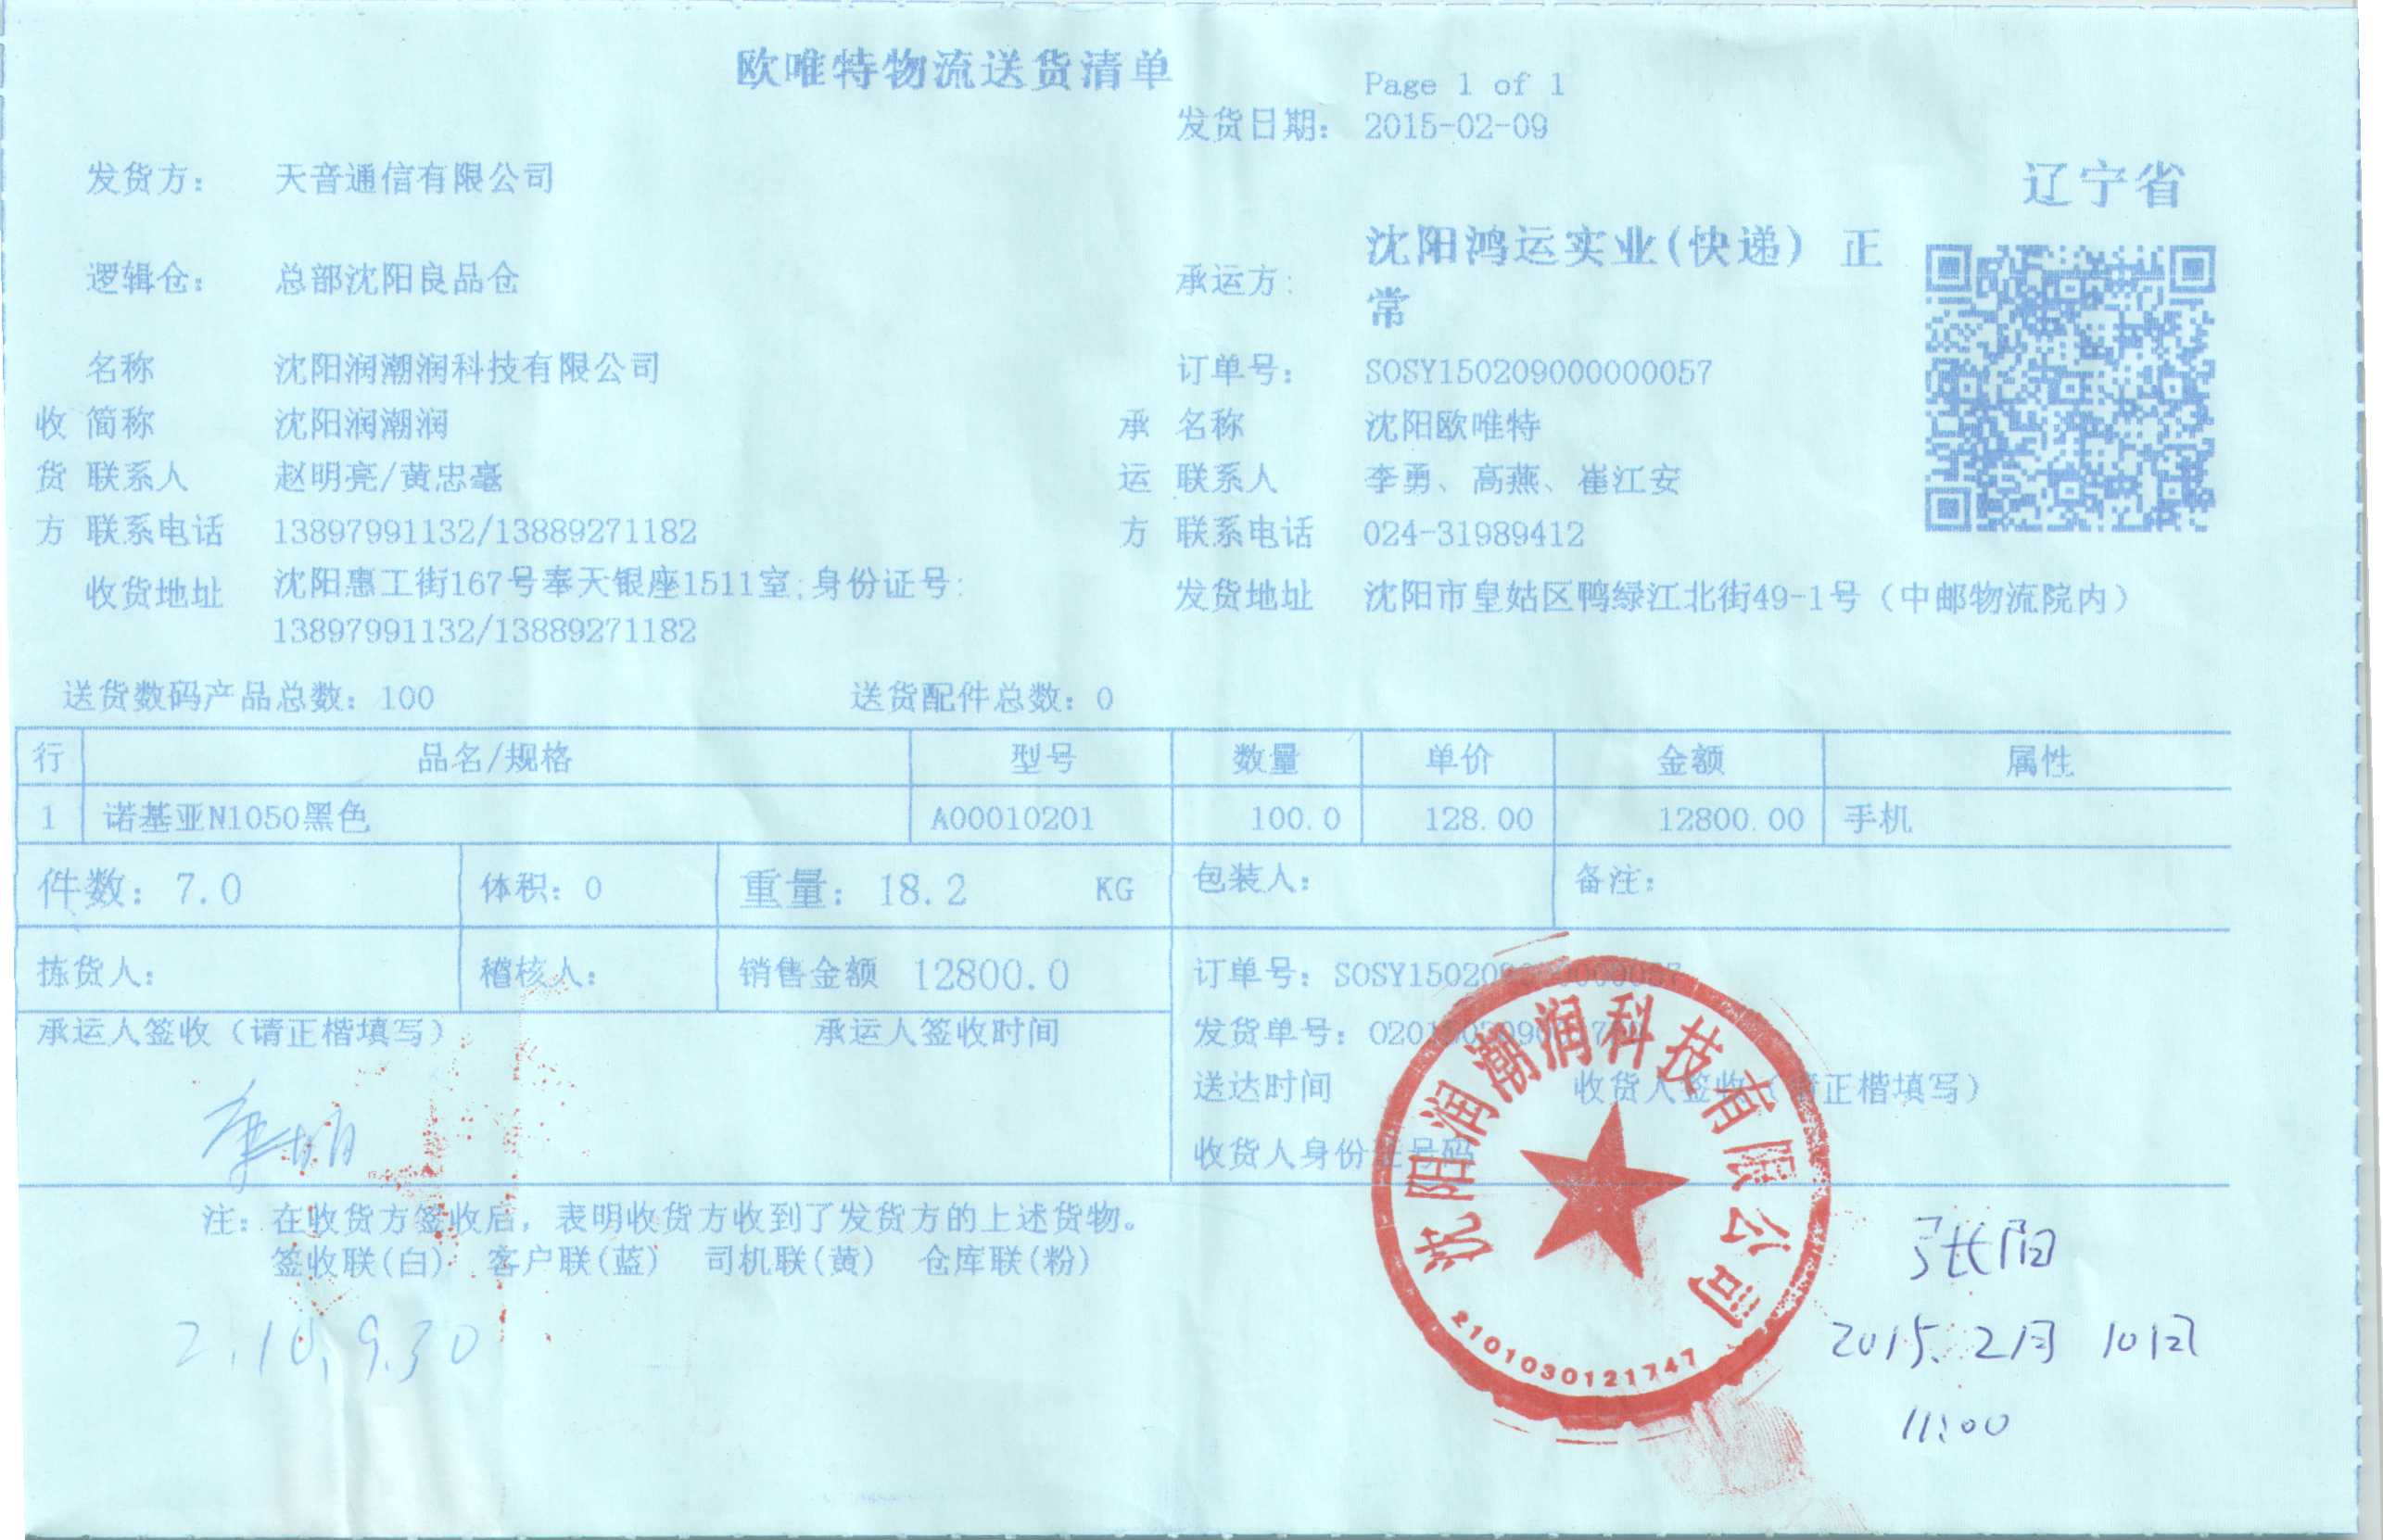 欧唯特物流送货清单
Page 1 of 1
发货日期: 2015-02-09
发货方: 天音通信有限公司
辽宁省
逻辑仓: 总部沈阳良品仓
承运方: 沈阳鸿运实业(快递) 正
常
名称 沈阳润潮润科技有限公司
订单号: SOSY150209000000057
收 简称 沈阳润潮润
承 名称 沈阳欧唯特
货 联系人 赵明亮/黄忠毫
运 联系人 李勇、高燕、崔江安
方 联系电话 13897991132/13889271182
方 联系电话 024-31989412
收货地址 沈阳惠工街167号奉天银座1511室;身份证号:
13897991132/13889271182
发货地址 沈阳市皇姑区鸭绿江北街49-1号（中邮物流院内）
送货数码产品总数: 100 送货配件总数: 0
行 品名/规格 型号 数量 单价 金额 属性
1 诺基亚N1050黑色 A00010201 100.0 128.00 12800.00 手机
件数: 7.0 体积: 0 重量: 18.2 KG 包装人: 备注:
拣货人: 稽核人: 销售金额 12800.0 订单号:
承运人签收（请正楷填写） 承运人签收时间 发货单号:
送达时间 收货人签收（请正楷填写）
收货人身份证号码
注: 在收货方签收后，表明收货方收到了发货方的上述货物。
签收联(白) 客户联(蓝) 司机联(黄) 仓库联(粉)
2.10, 9.30
沈阳润潮润科技有限公司
2101030121747
张阳
2015.2月10日
11:00